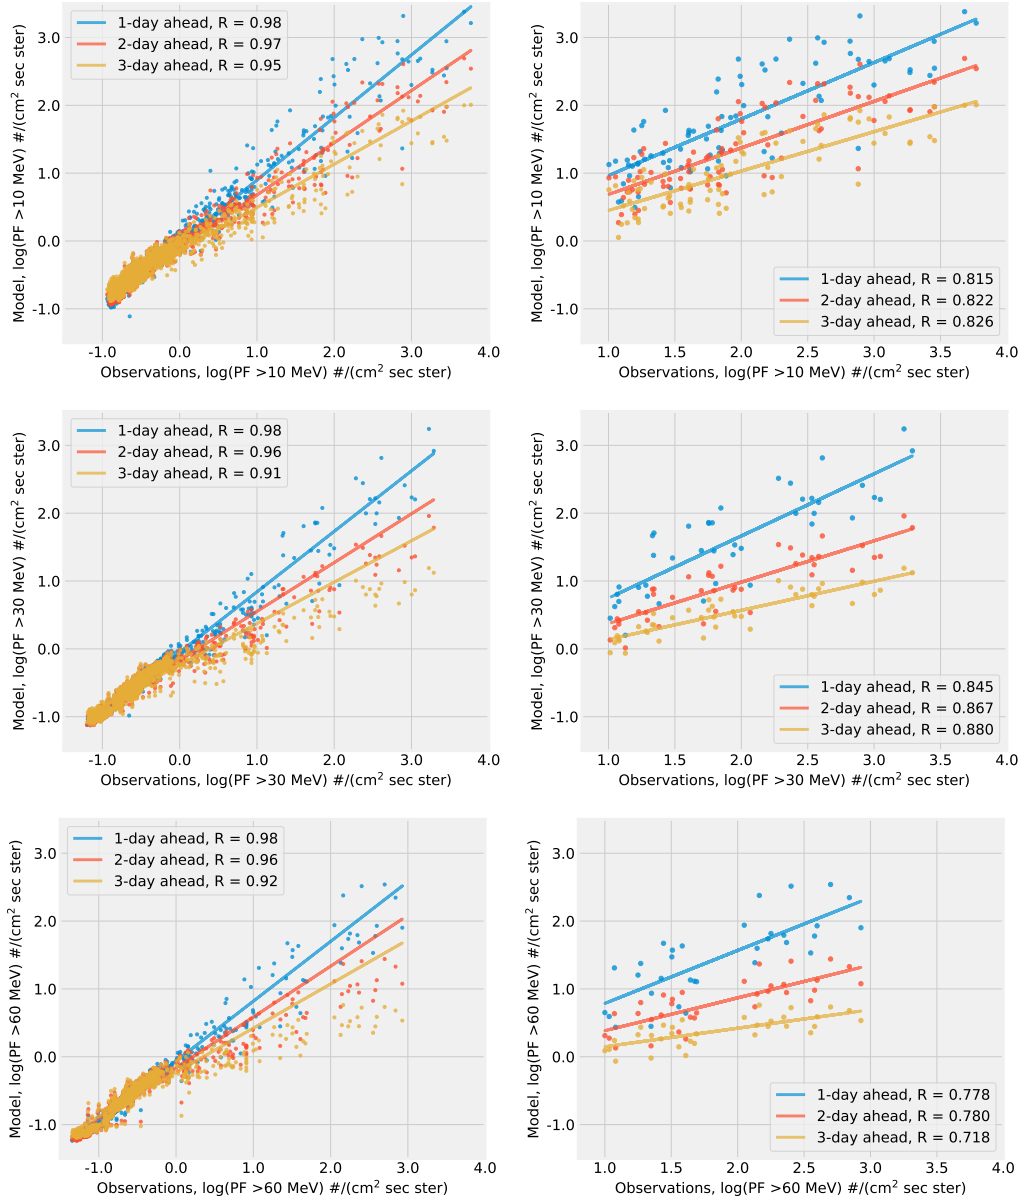 1-day ahead, R = 0.98
2-day ahead, R = 0.97
3-day ahead, R = 0.95
3.0
2.0
1.0
0.0
-1.0
-1.0 0.0 1.0 2.0 3.0 4.0
Model, log(PF >10 MeV) #/(cm² sec ster)
Observations, log(PF >10 MeV) #/(cm² sec ster)
1-day ahead, R = 0.815
2-day ahead, R = 0.822
3-day ahead, R = 0.826
3.0
2.0
1.0
0.0
-1.0
1.0 1.5 2.0 2.5 3.0 3.5 4.0
Model, log(PF >10 MeV) #/(cm² sec ster)
Observations, log(PF >10 MeV) #/(cm² sec ster)
1-day ahead, R = 0.98
2-day ahead, R = 0.96
3-day ahead, R = 0.91
3.0
2.0
1.0
0.0
-1.0
-1.0 0.0 1.0 2.0 3.0 4.0
Model, log(PF >30 MeV) #/(cm² sec ster)
Observations, log(PF >30 MeV) #/(cm² sec ster)
1-day ahead, R = 0.845
2-day ahead, R = 0.867
3-day ahead, R = 0.880
3.0
2.0
1.0
0.0
-1.0
1.0 1.5 2.0 2.5 3.0 3.5 4.0
Model, log(PF >30 MeV) #/(cm² sec ster)
Observations, log(PF >30 MeV) #/(cm² sec ster)
1-day ahead, R = 0.98
2-day ahead, R = 0.96
3-day ahead, R = 0.92
3.0
2.0
1.0
0.0
-1.0
-1.0 0.0 1.0 2.0 3.0 4.0
Model, log(PF >60 MeV) #/(cm² sec ster)
Observations, log(PF >60 MeV) #/(cm² sec ster)
1-day ahead, R = 0.778
2-day ahead, R = 0.780
3-day ahead, R = 0.718
3.0
2.0
1.0
0.0
-1.0
1.0 1.5 2.0 2.5 3.0 3.5 4.0
Model, log(PF >60 MeV) #/(cm² sec ster)
Observations, log(PF >60 MeV) #/(cm² sec ster)